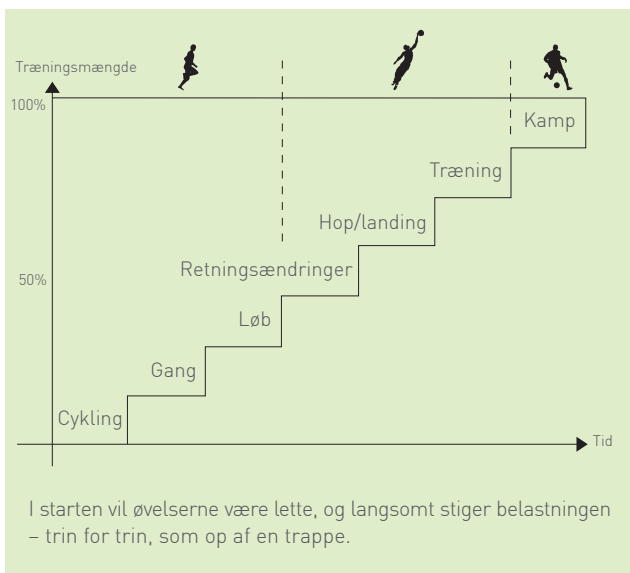 Træningsmængde
100%
Kamp
Træning
Hop/landing
50%
Retningsændringer
Løb
Gang
Cykling
Tid
I starten vil øvelserne være lette, og langsomt stiger belastningen
– trin for trin, som op af en trappe.